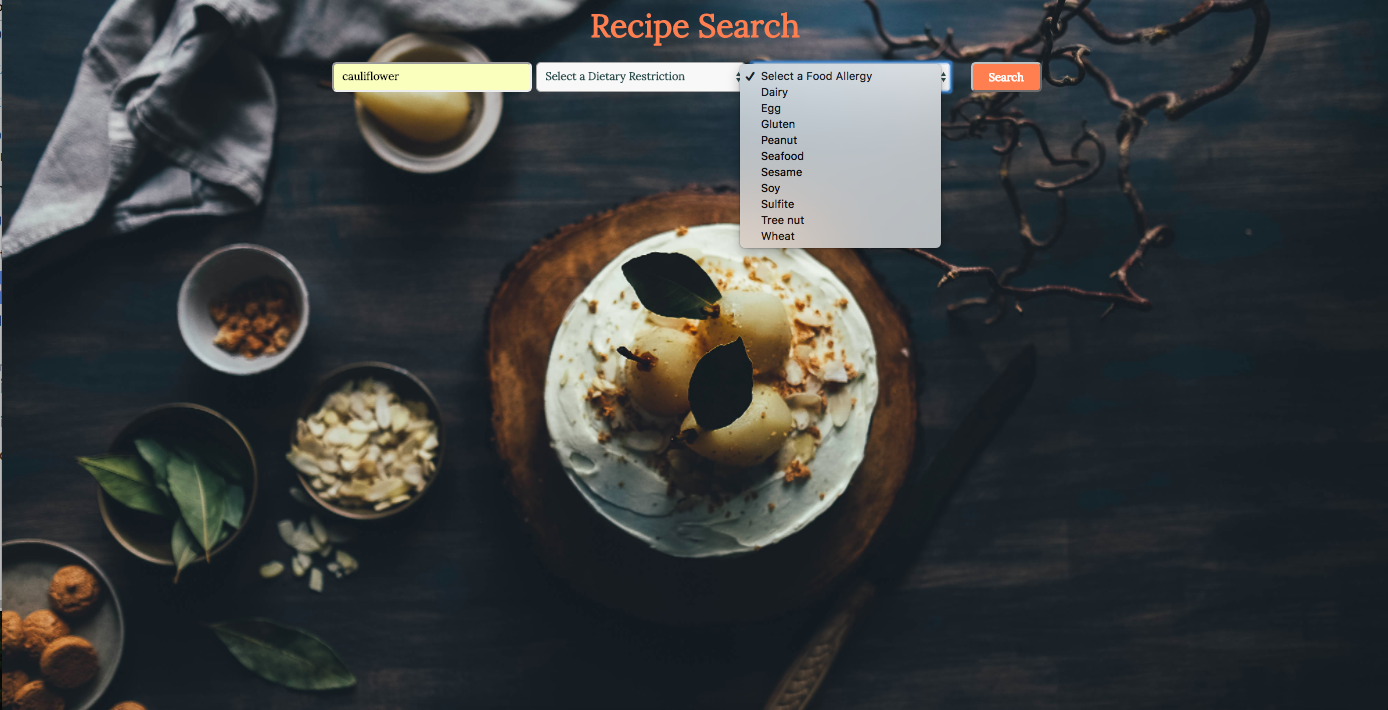 Recipe Search
cauliflower
Select a Dietary Restriction
✓ Select a Food Allergy
Search
Dairy
Egg
Gluten
Peanut
Seafood
Sesame
Soy
Sulfite
Tree nut
Wheat